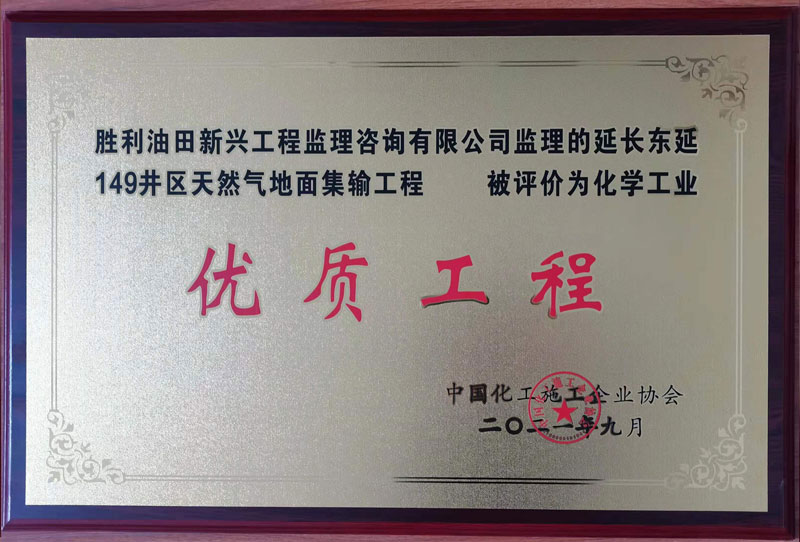 胜利油田新兴工程监理咨询有限公司监理的延长东延
149井区天然气地面集输工程 被评价为化学工业
优质工程
中国化工施工企业协会
二〇二一年九月